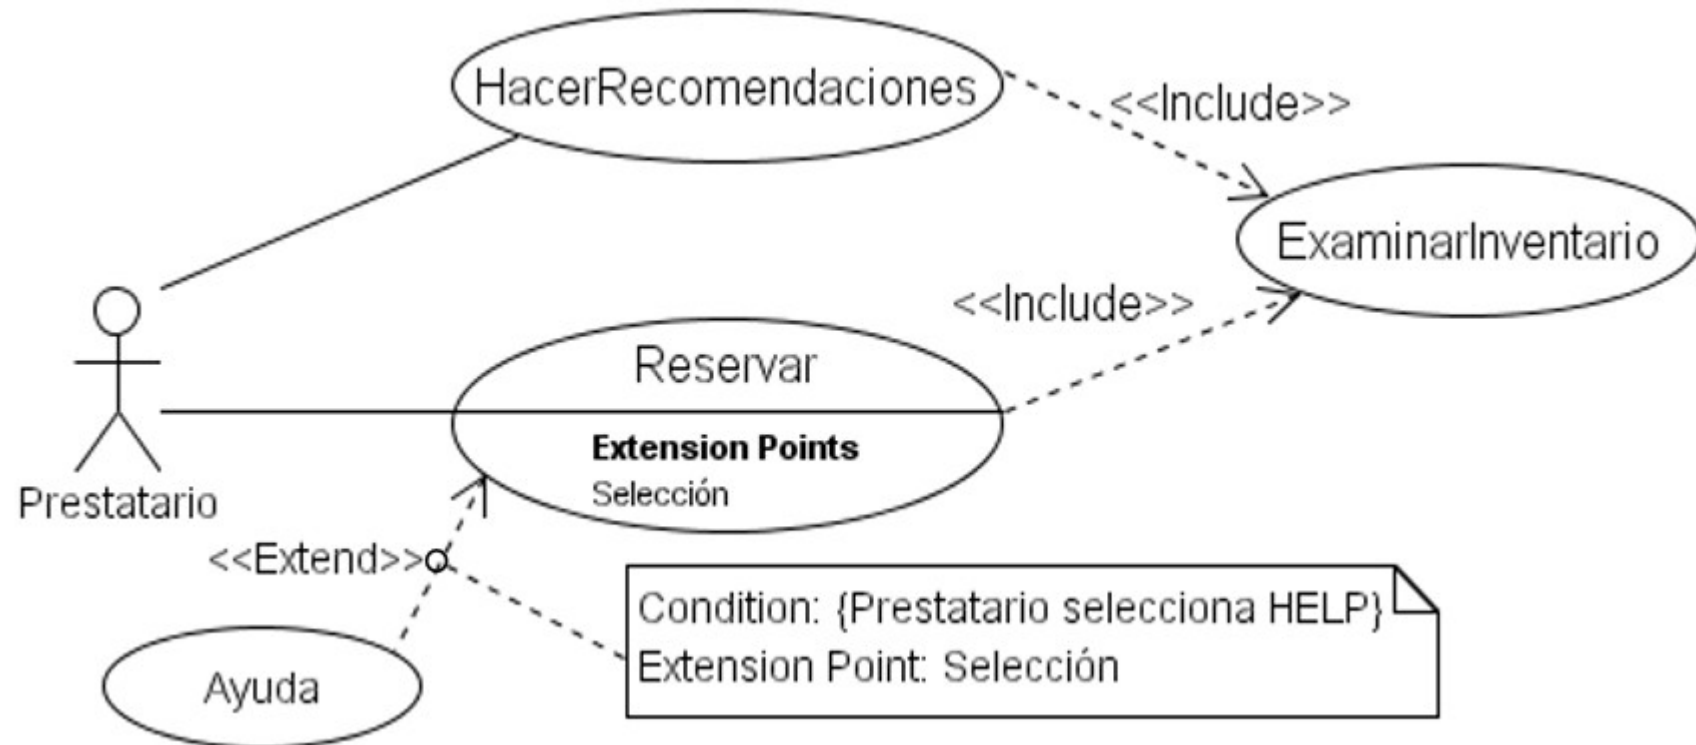 HacerRecomendaciones
<<Include>>
ExaminarInventario
<<Include>>
Reservar
Extension Points
Selección
Prestatario
<<Extend>>
Condition: {Prestatario selecciona HELP}
Extension Point: Selección
Ayuda